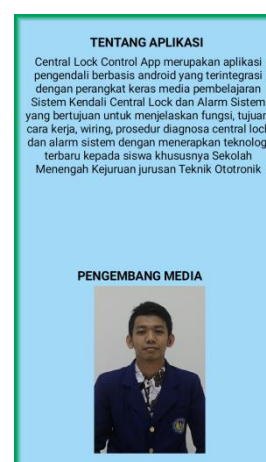 TENTANG APLIKASI
Central Lock Control App merupakan aplikasi
pengendali berbasis android yang terintegrasi
dengan perangkat keras media pembelajaran
Sistem Kendali Central Lock dan Alarm Sistem
yang bertujuan untuk menjelaskan fungsi, tujuan
cara kerja, wiring, prosedur diagnosa central lock
dan alarm sistem dengan menerapkan teknolog
terbaru kepada siswa khususnya Sekolah
Menengah Kejuruan jurusan Teknik Ototronik
PENGEMBANG MEDIA